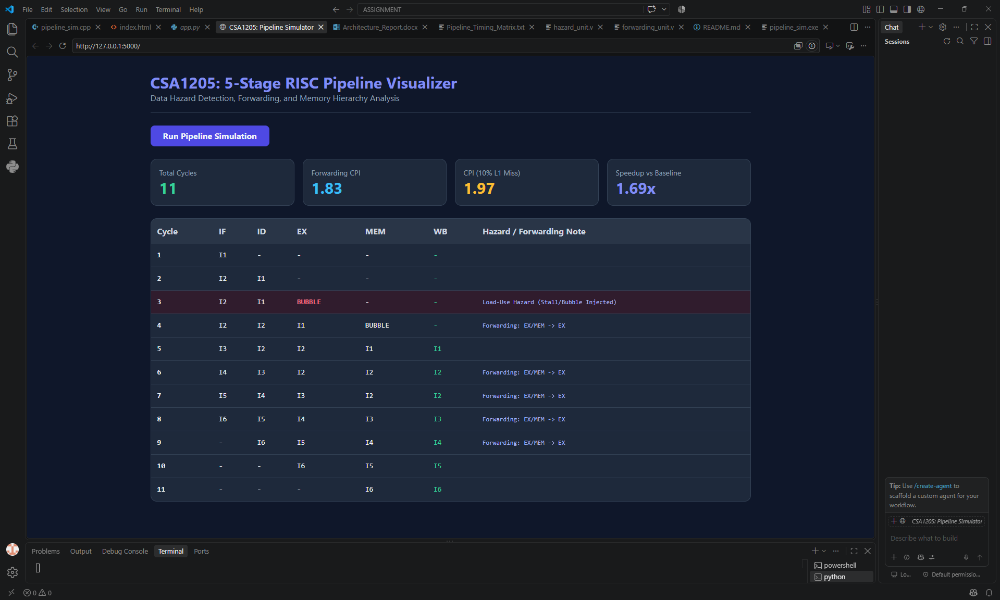 File Edit Selection View Go Run Terminal Help
ASSIGNMENT
pipeline_sim.cpp index.html app.py CSA1205: Pipeline Simulator Architecture_Report.docx Pipeline_Timing_Matrix.txt hazard_unit.v forwarding_unit.v README.md pipeline_sim.exe
http://127.0.0.1:5000/
CSA1205: 5-Stage RISC Pipeline Visualizer
Data Hazard Detection, Forwarding, and Memory Hierarchy Analysis
Run Pipeline Simulation
Total Cycles
11
Forwarding CPI
1.83
CPI (10% L1 Miss)
1.97
Speedup vs Baseline
1.69x
Cycle IF ID EX MEM WB Hazard / Forwarding Note
1 I1 - - - -
2 I2 I1 - - -
3 I2 I1 BUBBLE - - Load-Use Hazard (Stall/Bubble Injected)
4 I2 I2 I1 BUBBLE - Forwarding: EX/MEM -> EX
5 I3 I2 I2 I1 I1
6 I4 I3 I2 I2 I2 Forwarding: EX/MEM -> EX
7 I5 I4 I3 I2 I2 Forwarding: EX/MEM -> EX
8 I6 I5 I4 I3 I3 Forwarding: EX/MEM -> EX
9 - I6 I5 I4 I4 Forwarding: EX/MEM -> EX
10 - - I6 I5 I5
11 - - - I6 I6
Problems Output Debug Console Terminal Ports
powershell
python
0 0
Chat
Sessions
Tip: Use /create-agent to
scaffold a custom agent for your
workflow.
CSA1205: Pipeline Simulator
Describe what to build
Lo... Default permissio...